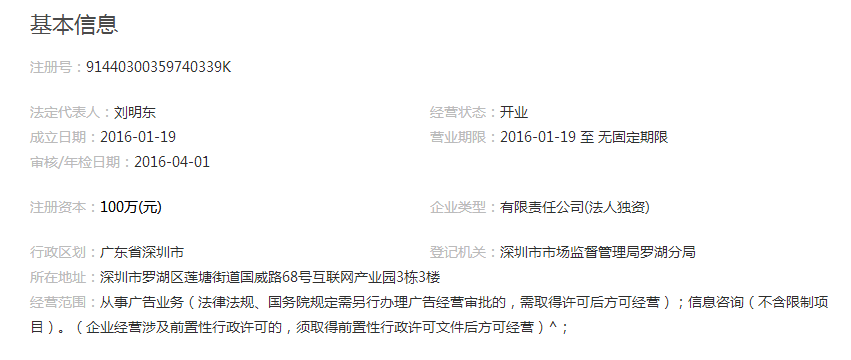 基本信息
注册号：91440300359740339K
法定代表人：刘明东 经营状态：开业
成立日期：2016-01-19 营业期限：2016-01-19 至 无固定期限
审核/年检日期：2016-04-01
注册资本：100万(元) 企业类型：有限责任公司(法人独资)
行政区划：广东省深圳市 登记机关：深圳市市场监督管理局罗湖分局
所在地址：深圳市罗湖区莲塘街道国威路68号互联网产业园3栋3楼
经营范围：从事广告业务（法律法规、国务院规定需另行办理广告经营审批的，需取得许可后方可经营）；信息咨询（不含限制项
目）。（企业经营涉及前置性行政许可的，须取得前置性行政许可文件后方可经营）^；